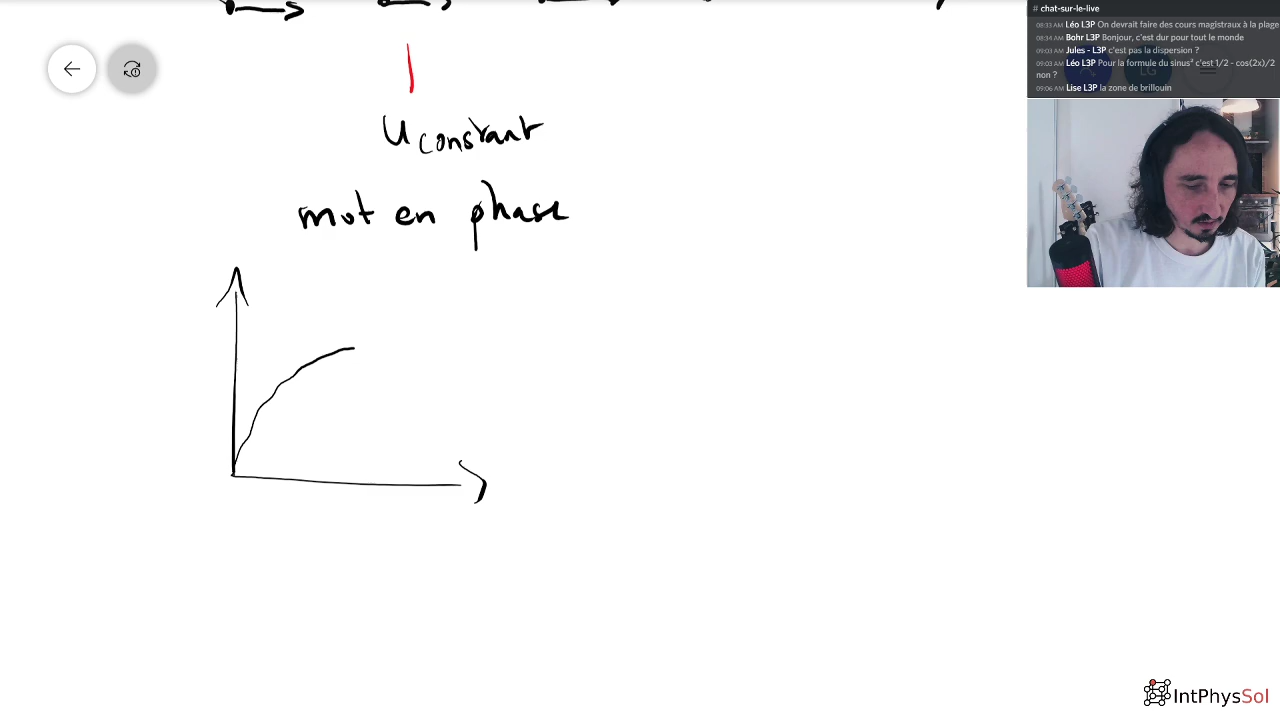 # chat-sur-le-live
08:33 AM Léo L3P On devrait faire des cours magistraux à la plage
08:34 AM Bohr L3P Bonjour, c'est dur pour tout le monde
09:03 AM Jules - L3P c'est pas la dispersion ?
09:03 AM Léo L3P Pour la formule du sinus² c'est 1/2 - cos(2x)/2
non ?
09:06 AM Lise L3P la zone de brillouin
u constant
mvt en phase
IntPhysSol